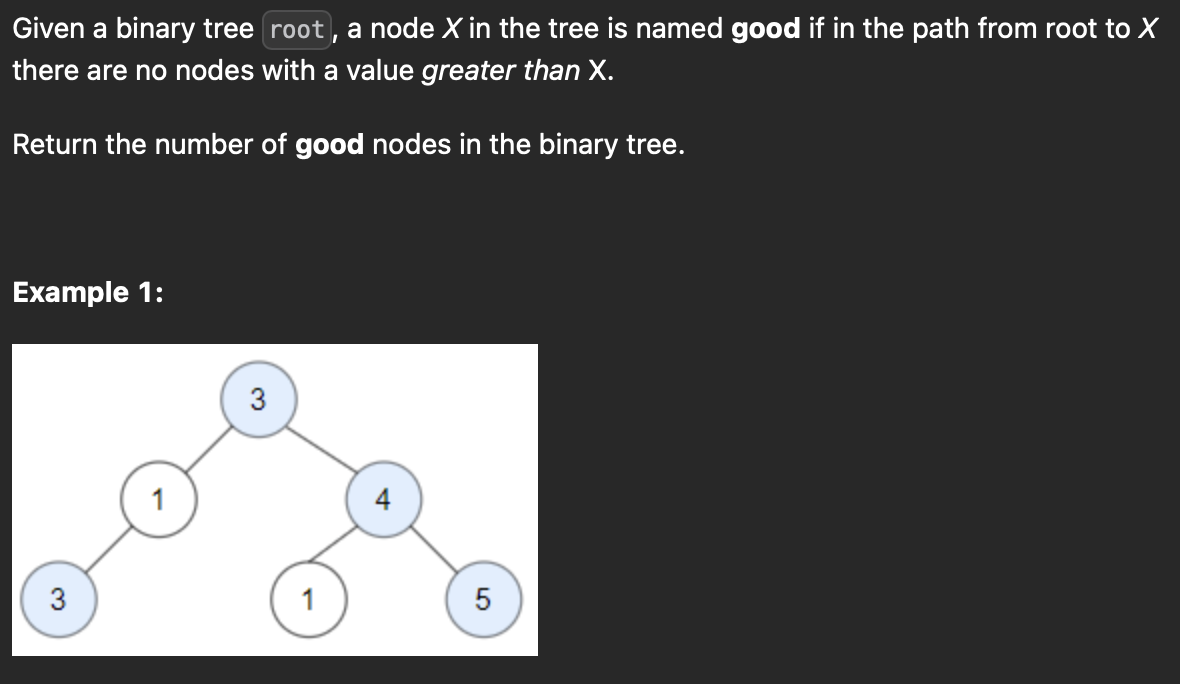 Given a binary tree root, a node X in the tree is named good if in the path from root to X
there are no nodes with a value greater than X.
Return the number of good nodes in the binary tree.
Example 1:
3
1 4
3 1 5